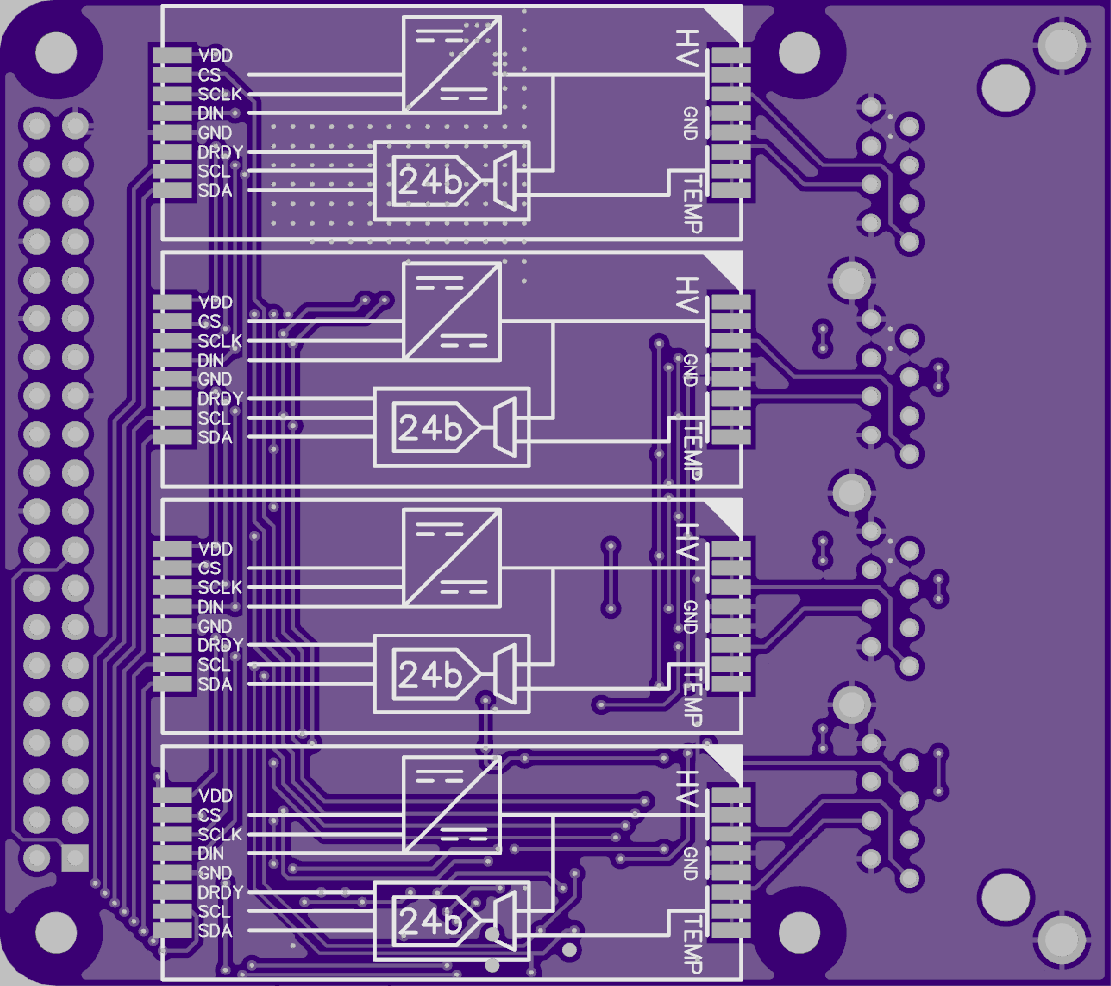 VDD
CS
SCLK
DIN
GND
DRDY
SCL
SDA
24b
HV
GND
TEMP
VDD
CS
SCLK
DIN
GND
DRDY
SCL
SDA
24b
HV
GND
TEMP
VDD
CS
SCLK
DIN
GND
DRDY
SCL
SDA
24b
HV
GND
TEMP
VDD
CS
SCLK
DIN
GND
DRDY
SCL
SDA
24b
HV
GND
TEMP